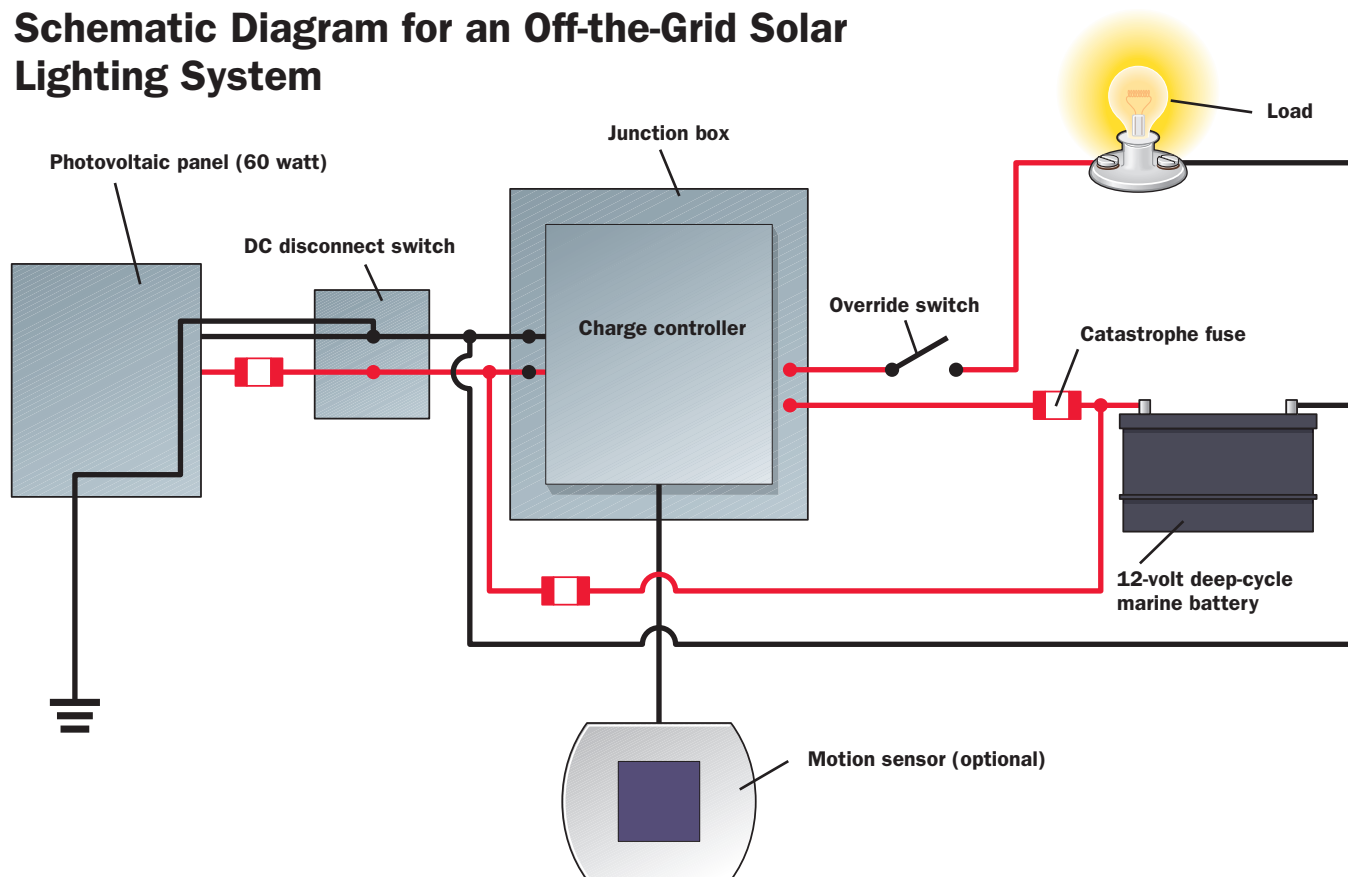 Schematic Diagram for an Off-the-Grid Solar
Lighting System
Load
Junction box
Photovoltaic panel (60 watt)
DC disconnect switch
Override switch
Charge controller
Catastrophe fuse
12-volt deep-cycle
marine battery
Motion sensor (optional)